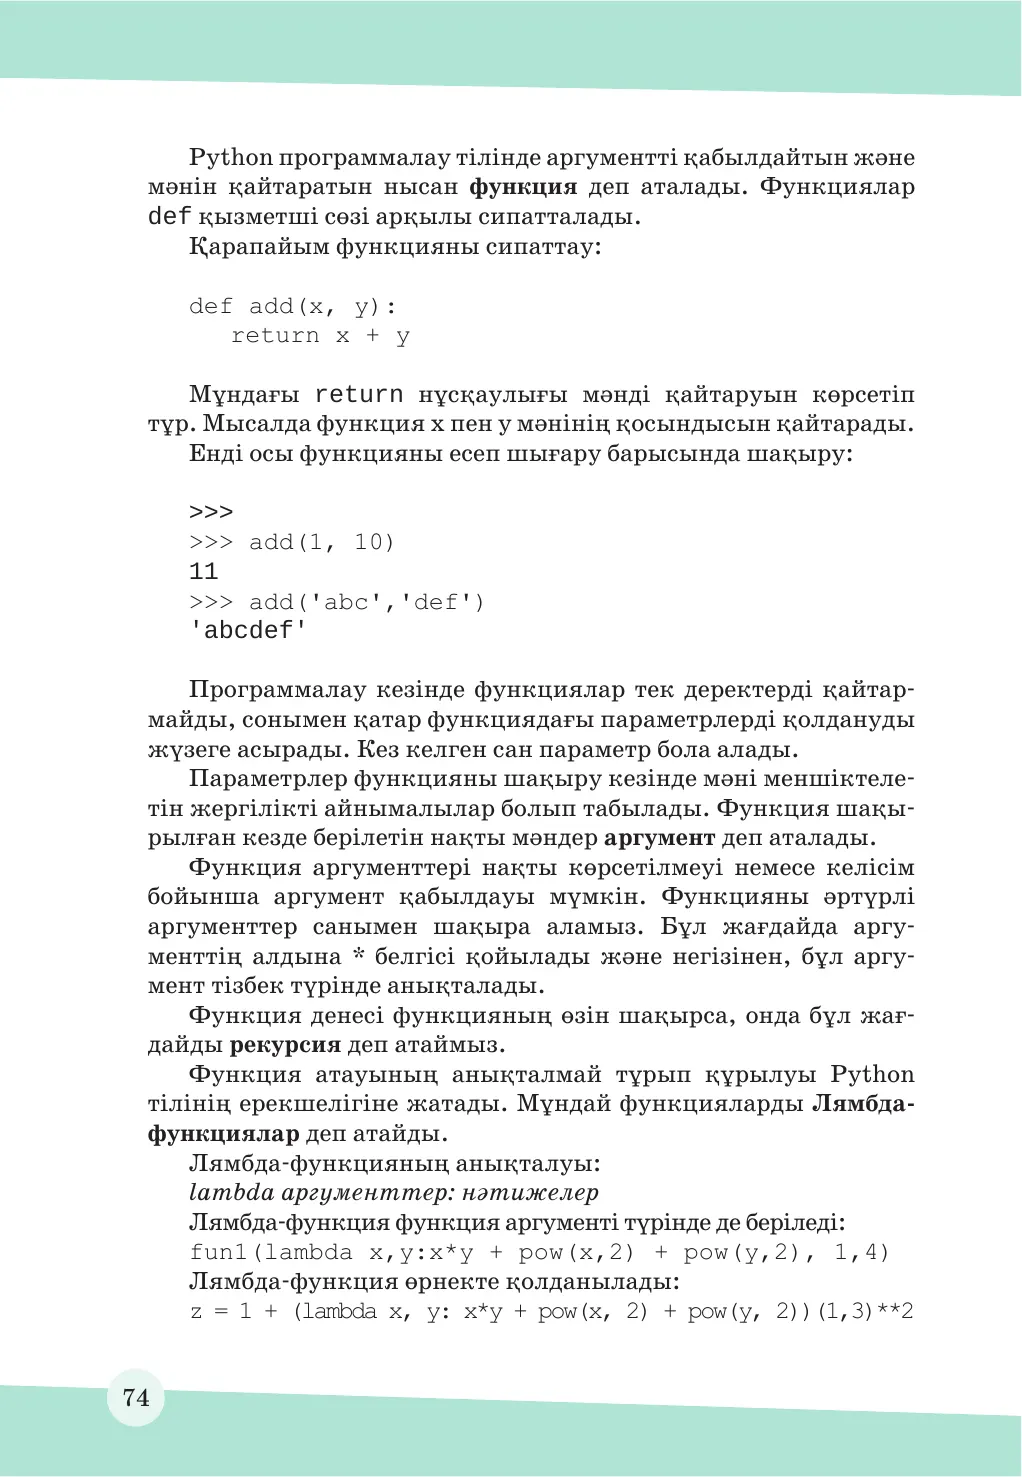 Python программалау тілінде аргументті қабылдайтын және
мәнін қайтаратын нысан функция деп аталады. Функциялар
def қызметші сөзі арқылы сипатталады.
Қарапайым функцияны сипаттау:
def add(x, y):
return x + y
Мұндағы return нұсқаулығы мәнді қайтаруын көрсетіп
тұр. Мысалда функция x пен y мәнінің қосындысын қайтарады.
Енді осы функцияны есеп шығару барысында шақыру:
>>>
>>> add(1, 10)
11
>>> add('abc','def')
'abcdef'
Программалау кезінде функциялар тек деректерді қайтар-
майды, сонымен қатар функциядағы параметрлерді қолдануды
жүзеге асырады. Кез келген сан параметр бола алады.
Параметрлер функцияны шақыру кезінде мәні меншіктеле-
тін жергілікті айнымалылар болып табылады. Функция шақы-
рылған кезде берілетін нақты мәндер аргумент деп аталады.
Функция аргументтері нақты көрсетілмеуі немесе келісім
бойынша аргумент қабылдауы мүмкін. Функцияны әртүрлі
аргументтер санымен шақыра аламыз. Бұл жағдайда аргу-
менттің алдына * белгісі қойылады және негізінен, бұл аргу-
мент тізбек түрінде анықталады.
Функция денесі функцияның өзін шақырса, онда бұл жағ-
дайды рекурсия деп атаймыз.
Функция атауының анықталмай тұрып құрылуы Python
тілінің ерекшелігіне жатады. Мұндай функцияларды Лямбда-
функциялар деп атайды.
Лямбда-функцияның анықталуы:
lambda аргументтер: нәтижелер
Лямбда-функция функция аргументі түрінде де беріледі:
fun1(lambda x,y:x*y + pow(x,2) + pow(y,2), 1,4)
Лямбда-функция өрнекте қолданылады:
z = 1 + (lambda x, y: x*y + pow(x, 2) + pow(y, 2))(1,3)**2
74